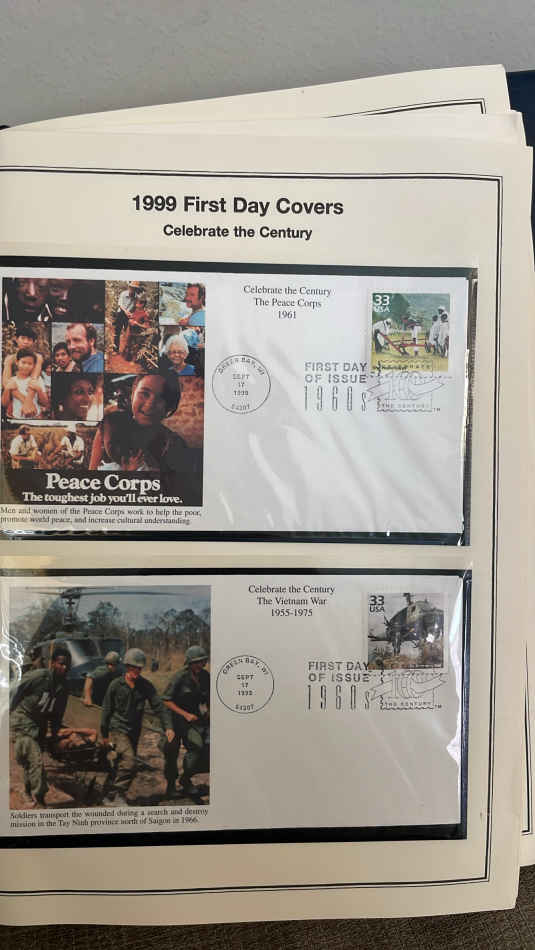 1999 First Day Covers
Celebrate the Century
Celebrate the Century
The Peace Corps
1961
33
USA
GREEN BAY, WI
SEPT
17
1999
54307
FIRST DAY
OF ISSUE
1960s
CELEBRATE
THE CENTURY™
Peace Corps
The toughest job you'll ever love.
Men and women of the Peace Corps work to help the poor,
promote world peace, and increase cultural understanding.
Celebrate the Century
The Vietnam War
1955-1975
33
USA
GREEN BAY, WI
SEPT
17
1999
54307
FIRST DAY
OF ISSUE
1960s
THE CENTURY™
Soldiers transport the wounded during a search and destroy
mission in the Tay Ninh province north of Saigon in 1966.